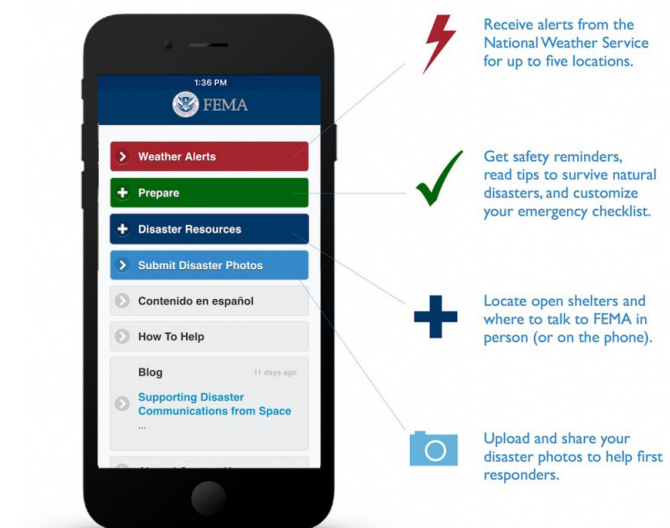 1:36 PM
FEMA
Weather Alerts
Prepare
Disaster Resources
Submit Disaster Photos
Contenido en español
How To Help
Blog
11 days ago
Supporting Disaster
Communications from Space
...
Receive alerts from the
National Weather Service
for up to five locations.
Get safety reminders,
read tips to survive natural
disasters, and customize
your emergency checklist.
Locate open shelters and
where to talk to FEMA in
person (or on the phone).
Upload and share your
disaster photos to help first
responders.